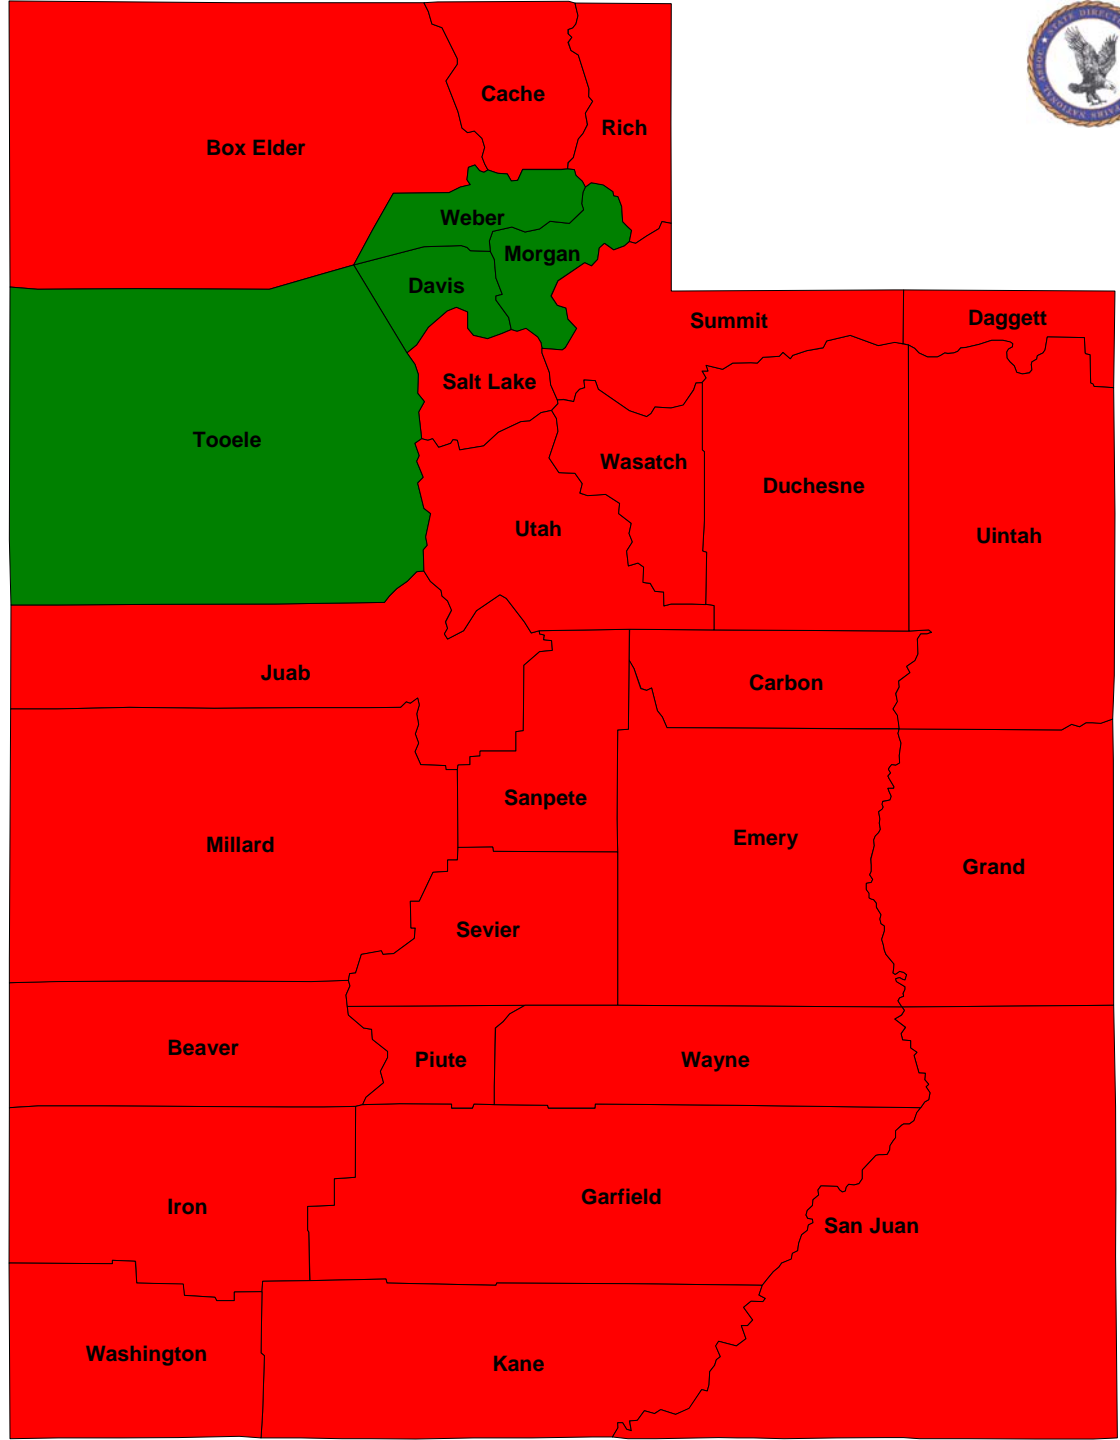 Cache
Rich
Box Elder
Weber
Morgan
Davis
Summit
Daggett
Salt Lake
Tooele
Wasatch
Duchesne
Utah
Uintah
Juab
Carbon
Sanpete
Emery
Millard
Grand
Sevier
Beaver
Piute
Wayne
Iron
Garfield
San Juan
Washington
Kane